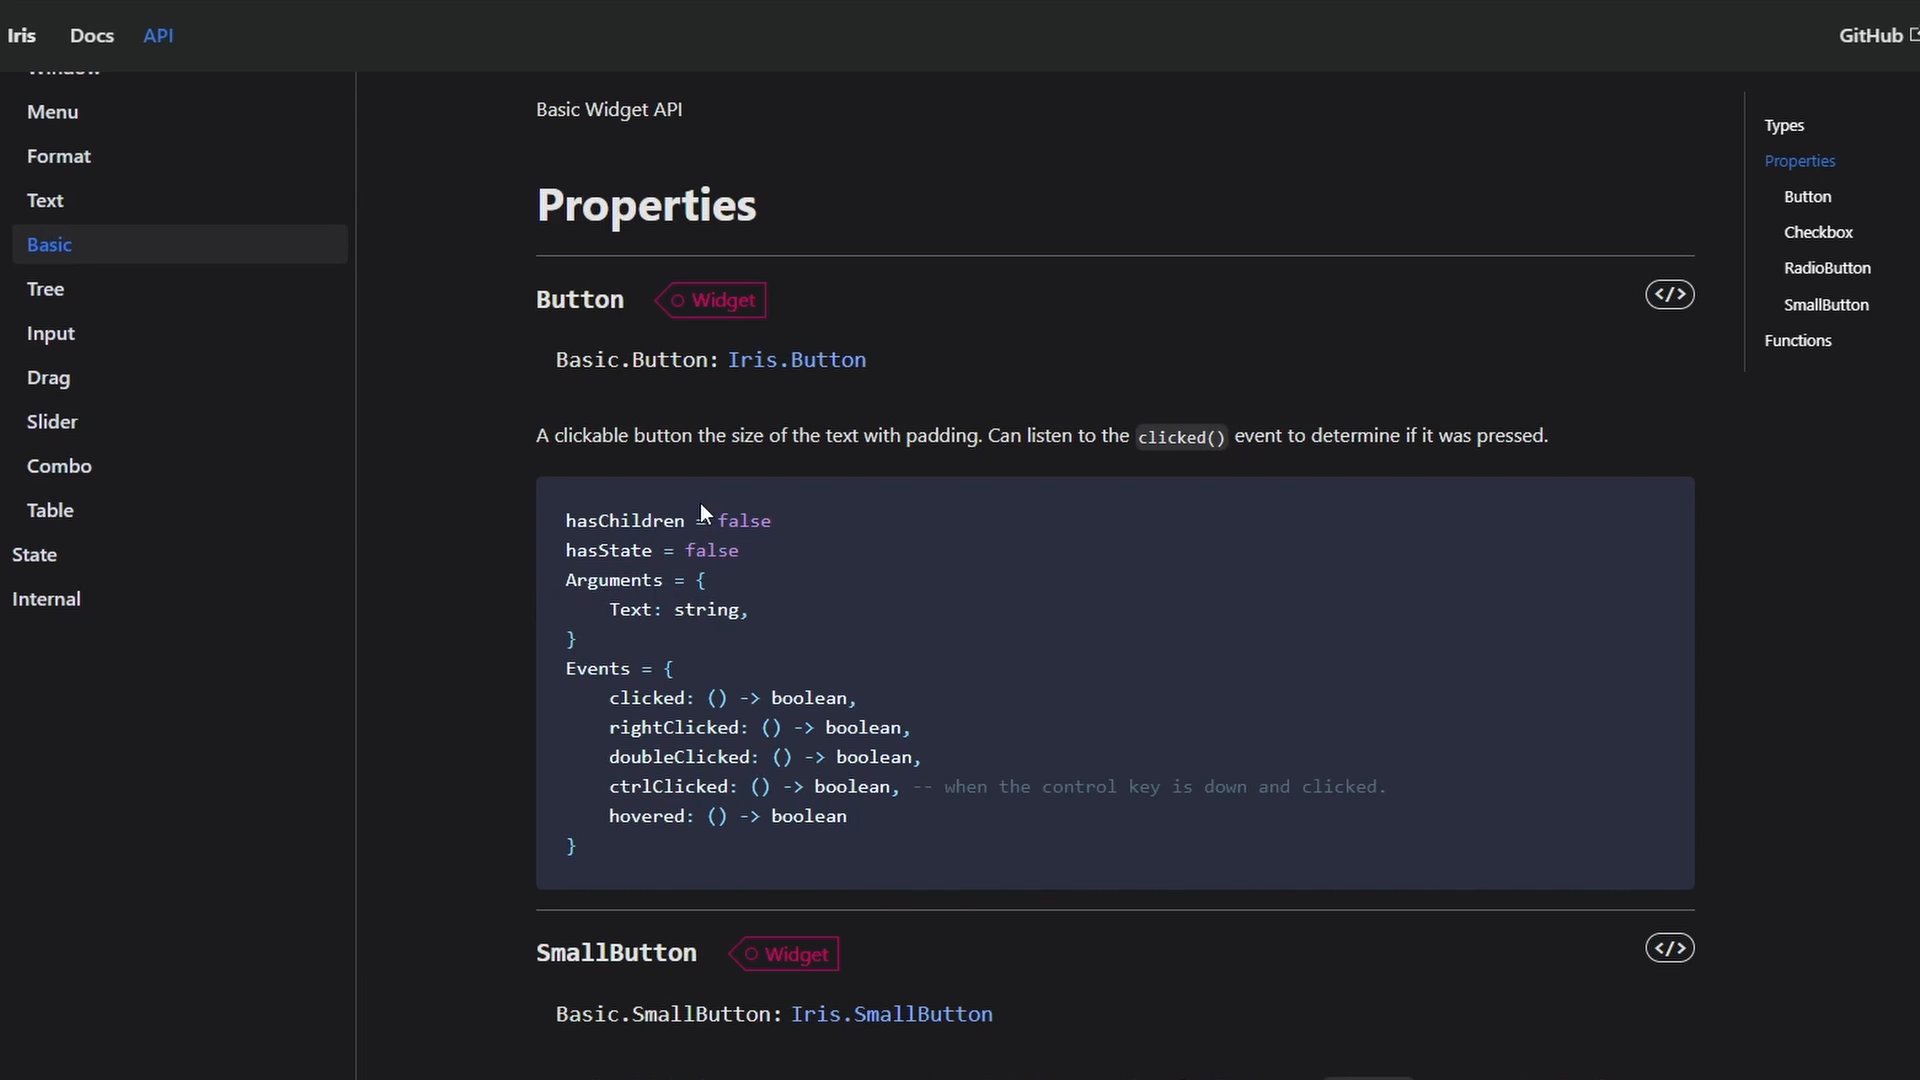 Iris
Docs
API
GitHub
Window
Menu
Format
Text
Basic
Tree
Input
Drag
Slider
Combo
Table
State
Internal
Basic Widget API
Properties
Button Widget
</>
Basic.Button: Iris.Button
A clickable button the size of the text with padding. Can listen to the clicked() event to determine if it was pressed.
hasChildren = false
hasState = false
Arguments = {
Text: string,
}
Events = {
clicked: () -> boolean,
rightClicked: () -> boolean,
doubleClicked: () -> boolean,
ctrlClicked: () -> boolean, -- when the control key is down and clicked.
hovered: () -> boolean
}
SmallButton Widget
</>
Basic.SmallButton: Iris.SmallButton
Types
Properties
Button
Checkbox
RadioButton
SmallButton
Functions